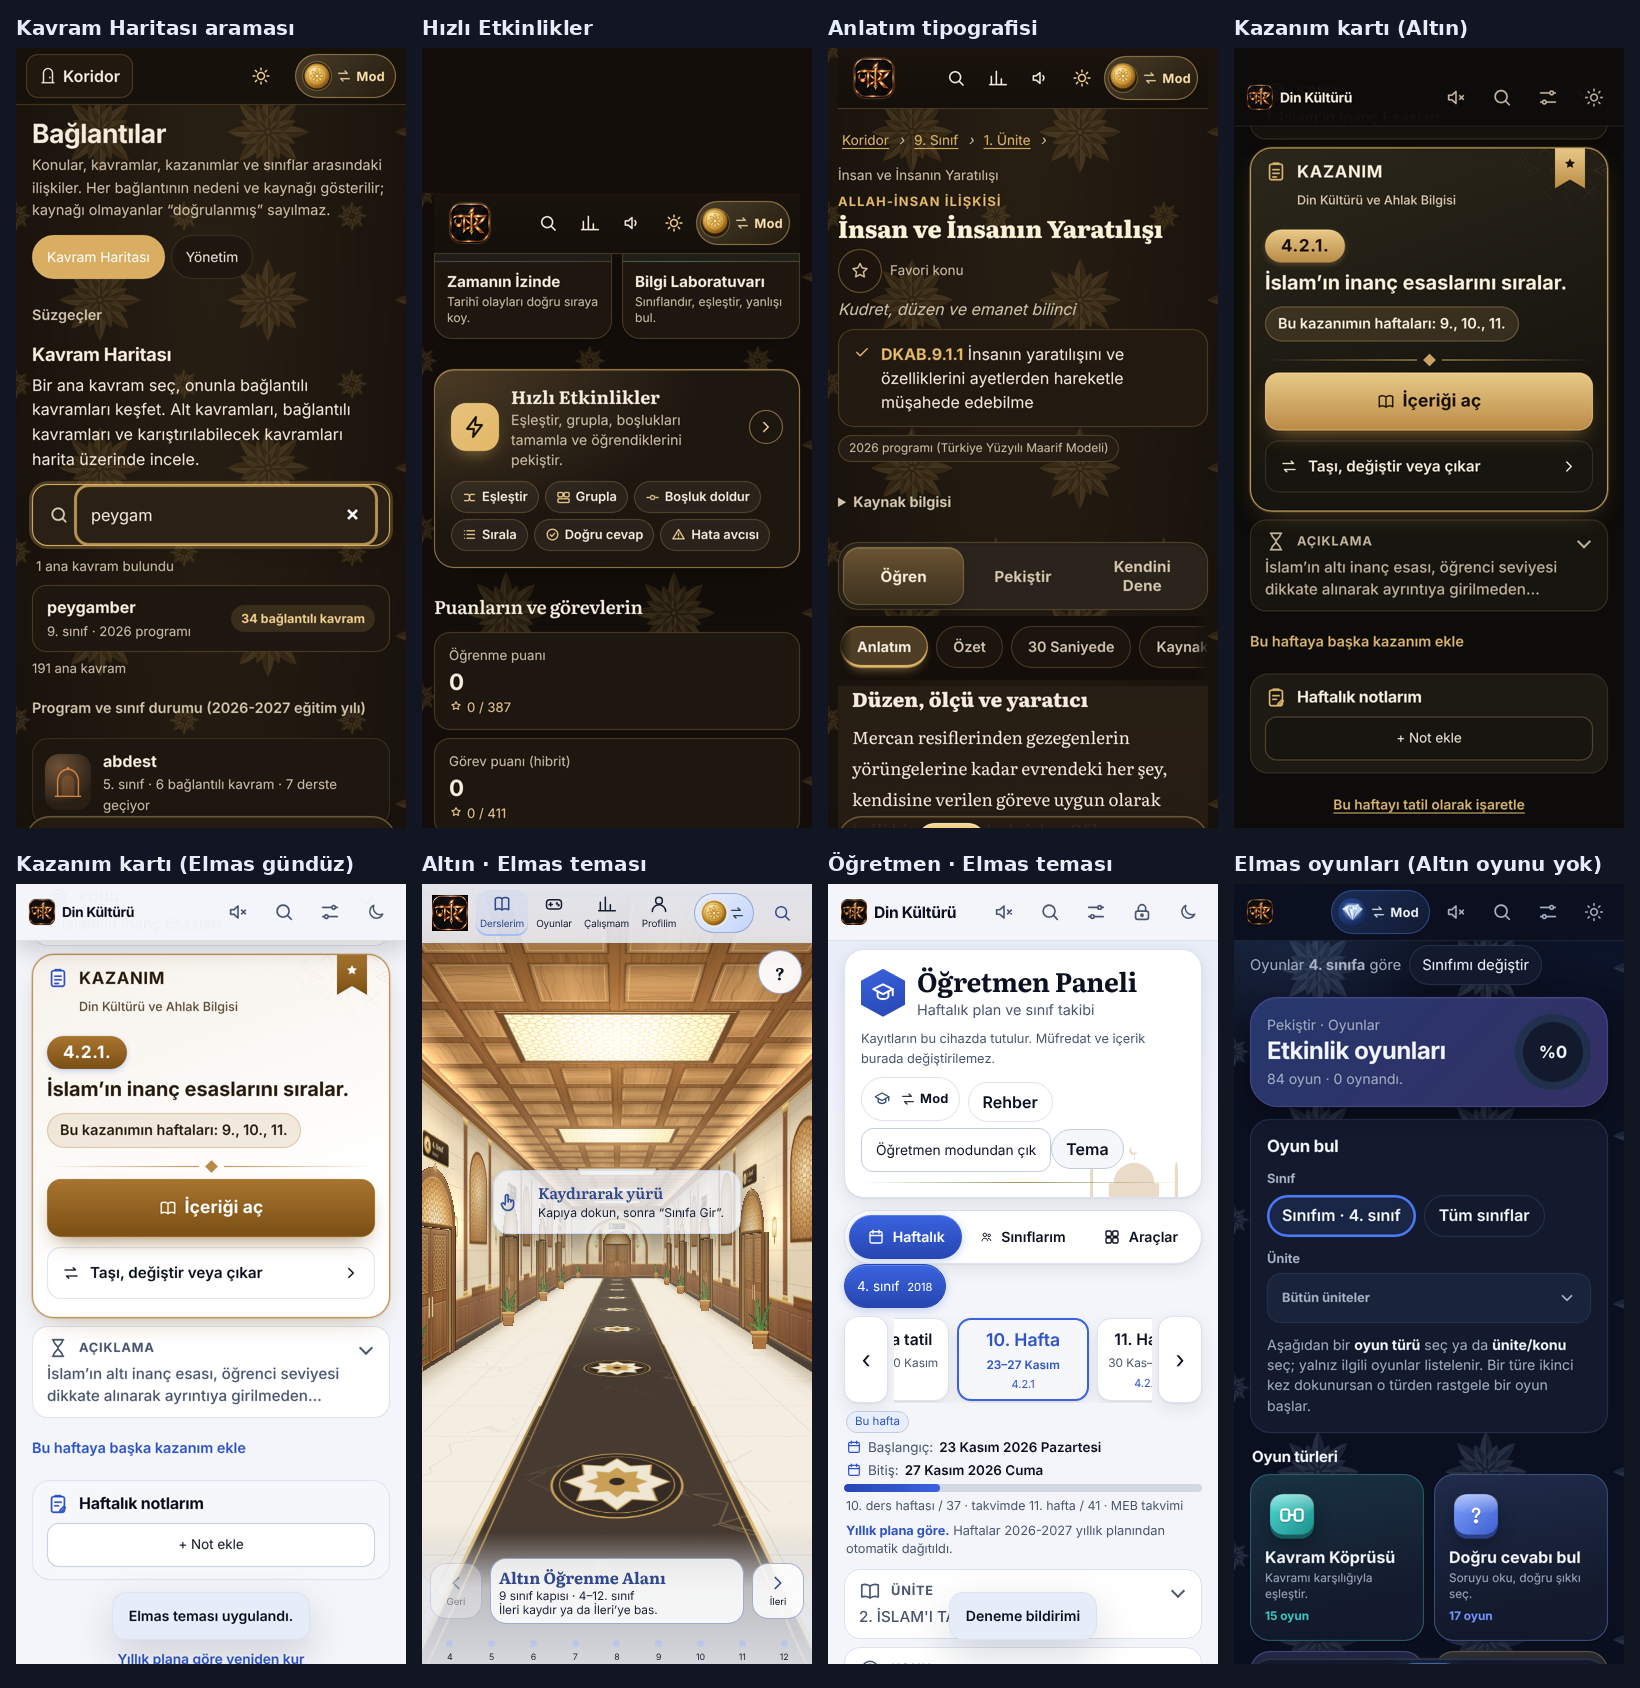 Kavram Haritası araması
Koridor
Mod
Bağlantılar
Konular, kavramlar, kazanımlar ve sınıflar arasındaki
ilişkiler. Her bağlantının nedeni ve kaynağı gösterilir;
kaynağı olmayanlar “doğrulanmış” sayılmaz.
Kavram Haritası
Yönetim
Süzgeçler
Kavram Haritası
Bir ana kavram seç, onunla bağlantılı
kavramları keşfet. Alt kavramları, bağlantılı
kavramları ve karıştırılabilecek kavramları
harita üzerinde incele.
peygam
1 ana kavram bulundu
peygamber
9. sınıf · 2026 programı
34 bağlantılı kavram
191 ana kavram
Program ve sınıf durumu (2026-2027 eğitim yılı)
abdest
5. sınıf · 6 bağlantılı kavram · 7 derste
geçiyor
Hızlı Etkinlikler
Mod
Zamanın İzinde
Tarihî olayları doğru sıraya
koy.
Bilgi Laboratuvarı
Sınıflandır, eşleştir, yanlışı
bul.
Hızlı Etkinlikler
Eşleştir, grupla, boşlukları
tamamla ve öğrendiklerini
pekiştir.
Eşleştir
Grupla
Boşluk doldur
Sırala
Doğru cevap
Hata avcısı
Puanların ve görevlerin
Öğrenme puanı
0
0 / 387
Görev puanı (hibrit)
0
0 / 411
Anlatım tipografisi
Mod
Koridor › 9. Sınıf › 1. Ünite ›
İnsan ve İnsanın Yaratılışı
ALLAH-İNSAN İLİŞKİSİ
İnsan ve İnsanın Yaratılışı
Favori konu
Kudret, düzen ve emanet bilinci
DKAB.9.1.1 İnsanın yaratılışını ve
özelliklerini ayetlerden hareketle
müşahede edebilme
2026 programı (Türkiye Yüzyılı Maarif Modeli)
Kaynak bilgisi
Öğren
Pekiştir
Kendini
Dene
Anlatım
Özet
30 Saniyede
Kaynak
Düzen, ölçü ve yaratıcı
Mercan resiflerinden gezegenlerin
yörüngelerine kadar evrendeki her şey,
kendisine verilen göreve uygun olarak
Kazanım kartı (Altın)
Din Kültürü
KAZANIM
Din Kültürü ve Ahlak Bilgisi
4.2.1.
İslam’ın inanç esaslarını sıralar.
Bu kazanımın haftaları: 9., 10., 11.
İçeriği aç
Taşı, değiştir veya çıkar
AÇIKLAMA
İslam’ın altı inanç esası, öğrenci seviyesi
dikkate alınarak ayrıntıya girilmeden...
Bu haftaya başka kazanım ekle
Haftalık notlarım
+ Not ekle
Bu haftayı tatil olarak işaretle
Kazanım kartı (Elmas gündüz)
Din Kültürü
KAZANIM
Din Kültürü ve Ahlak Bilgisi
4.2.1.
İslam’ın inanç esaslarını sıralar.
Bu kazanımın haftaları: 9., 10., 11.
İçeriği aç
Taşı, değiştir veya çıkar
AÇIKLAMA
İslam’ın altı inanç esası, öğrenci seviyesi
dikkate alınarak ayrıntıya girilmeden...
Bu haftaya başka kazanım ekle
Haftalık notlarım
+ Not ekle
Elmas teması uygulandı.
Yıllık plana göre yeniden kur
Altın · Elmas teması
Derslerim
Oyunlar
Çalışmam
Profilim
?
Kaydırarak yürü
Kapıya dokun, sonra “Sınıfa Gir”.
Geri
Altın Öğrenme Alanı
9 sınıf kapısı · 4–12. sınıf
İleri kaydır ya da İleri’ye bas.
İleri
4 5 6 7 8 9 10 11 12
Öğretmen · Elmas teması
Din Kültürü
Öğretmen Paneli
Haftalık plan ve sınıf takibi
Kayıtların bu cihazda tutulur. Müfredat ve içerik
burada değiştirilemez.
Mod
Rehber
Öğretmen modundan çık
Tema
Haftalık
Sınıflarım
Araçlar
4. sınıf 2018
a tatil
0 Kasım
10. Hafta
23–27 Kasım
4.2.1
11. Ha
30 Kas–
4.2.
Bu hafta
Başlangıç: 23 Kasım 2026 Pazartesi
Bitiş: 27 Kasım 2026 Cuma
10. ders haftası / 37 · takvimde 11. hafta / 41 · MEB takvimi
Yıllık plana göre. Haftalar 2026-2027 yıllık planından
otomatik dağıtıldı.
ÜNİTE
2. İSLAM'I TA
Deneme bildirimi
Elmas oyunları (Altın oyunu yok)
Mod
Oyunlar 4. sınıfa göre
Sınıfımı değiştir
Pekiştir · Oyunlar
Etkinlik oyunları
84 oyun · 0 oynandı.
%0
Oyun bul
Sınıf
Sınıfım · 4. sınıf
Tüm sınıflar
Ünite
Bütün üniteler
Aşağıdan bir oyun türü seç ya da ünite/konu
seç; yalnız ilgili oyunlar listelenir. Bir türe ikinci
kez dokunursan o türden rastgele bir oyun
başlar.
Oyun türleri
Kavram Köprüsü
Kavramı karşılığıyla
eşleştir.
15 oyun
?
Doğru cevabı bul
Soruyu oku, doğru şıkkı
seç.
17 oyun